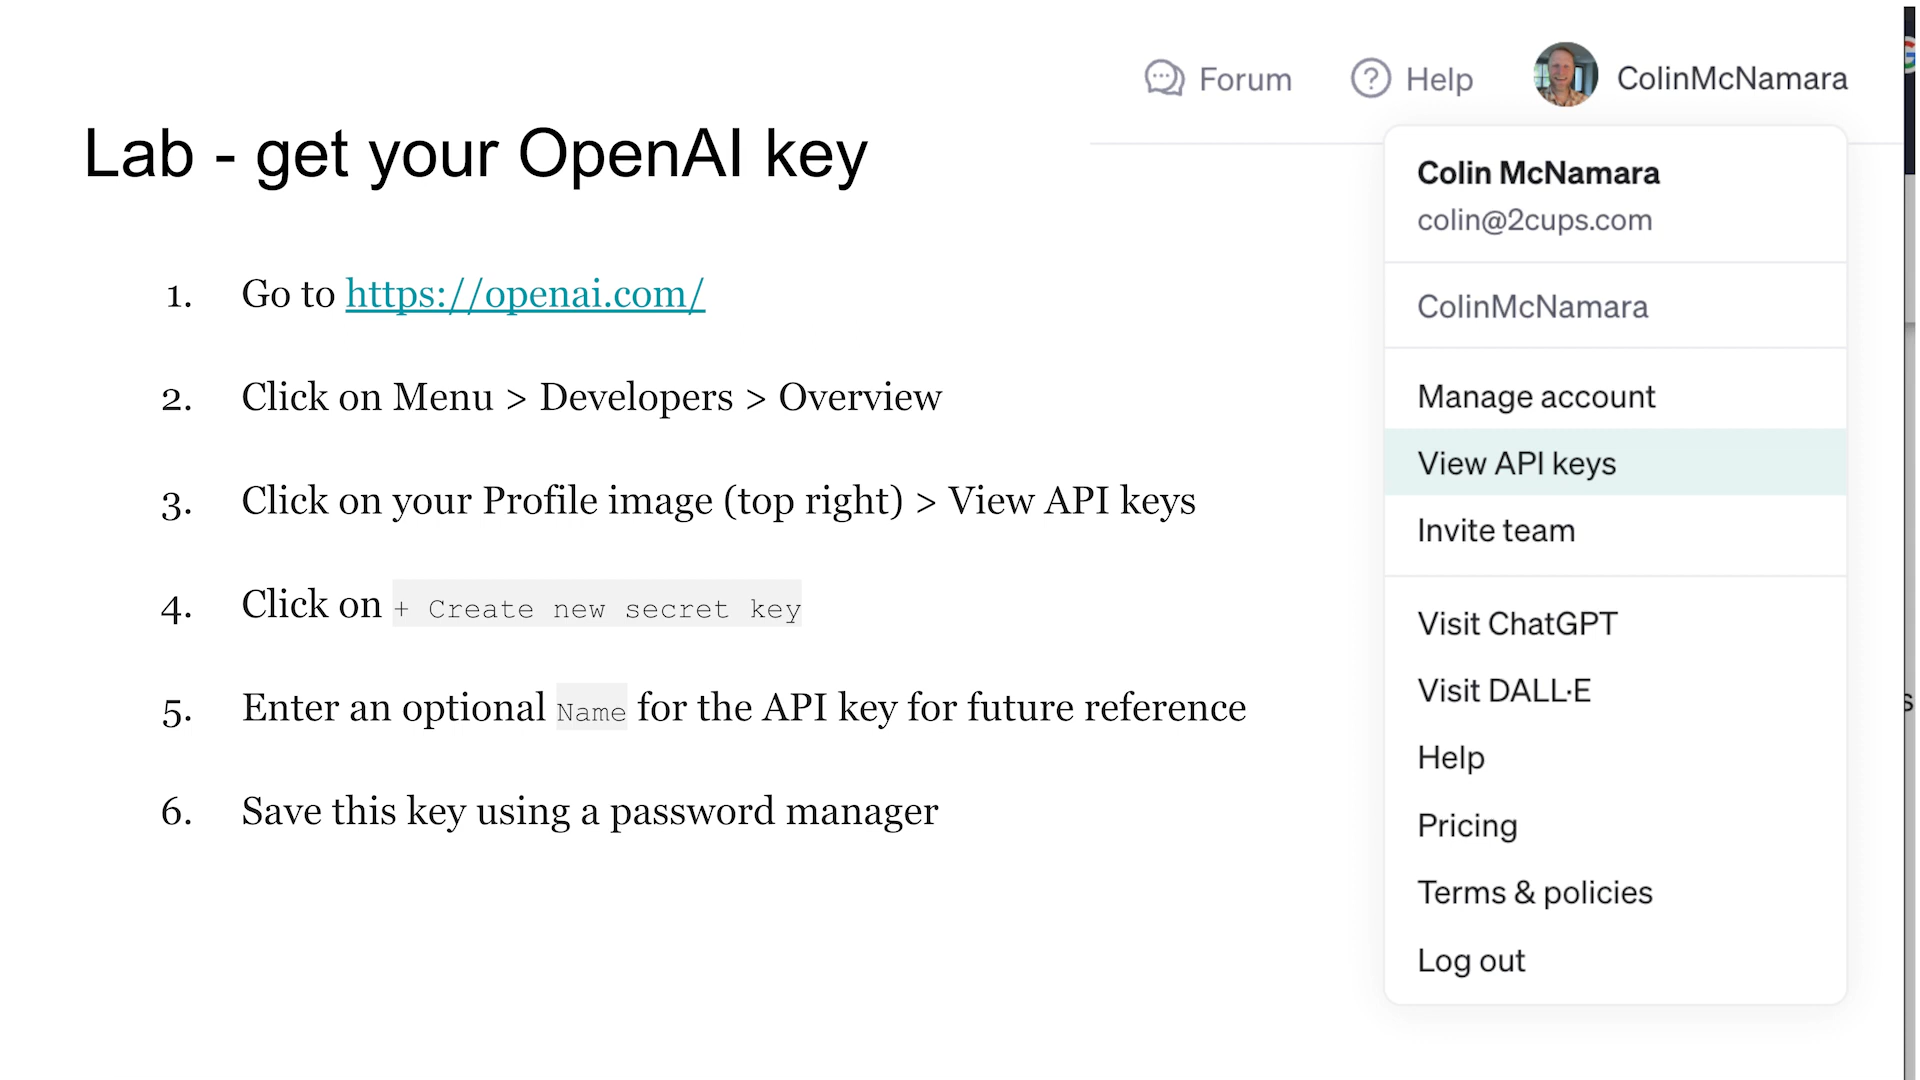 Forum
Help
ColinMcNamara
Lab - get your OpenAI key
1. Go to https://openai.com/
2. Click on Menu > Developers > Overview
3. Click on your Profile image (top right) > View API keys
4. Click on + Create new secret key
5. Enter an optional Name for the API key for future reference
6. Save this key using a password manager
Colin McNamara
colin@2cups.com
ColinMcNamara
Manage account
View API keys
Invite team
Visit ChatGPT
Visit DALL·E
Help
Pricing
Terms & policies
Log out